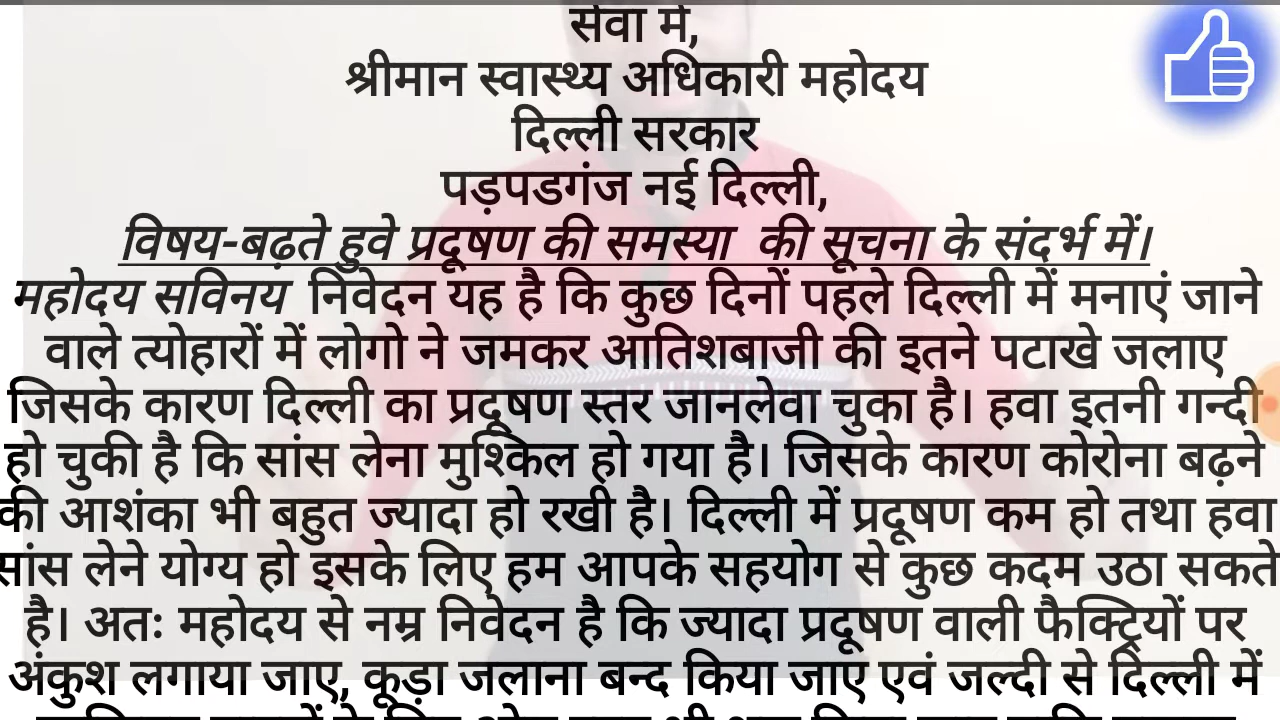 सेवा में,
श्रीमान स्वास्थ्य अधिकारी महोदय
दिल्ली सरकार
पड़पडगंज नई दिल्ली,
विषय-बढ़ते हुवे प्रदूषण की समस्या की सूचना के संदर्भ में।
महोदय सविनय निवेदन यह है कि कुछ दिनों पहले दिल्ली में मनाएं जाने
वाले त्योहारों में लोगो ने जमकर आतिशबाजी की इतने पटाखे जलाए
जिसके कारण दिल्ली का प्रदूषण स्तर जानलेवा चुका है। हवा इतनी गन्दी
हो चुकी है कि सांस लेना मुश्किल हो गया है। जिसके कारण कोरोना बढ़ने
की आशंका भी बहुत ज्यादा हो रखी है। दिल्ली में प्रदूषण कम हो तथा हवा
सांस लेने योग्य हो इसके लिए हम आपके सहयोग से कुछ कदम उठा सकते
है। अतः महोदय से नम्र निवेदन है कि ज्यादा प्रदूषण वाली फैक्ट्रियों पर
अंकुश लगाया जाए, कूड़ा जलाना बन्द किया जाए एवं जल्दी से दिल्ली में